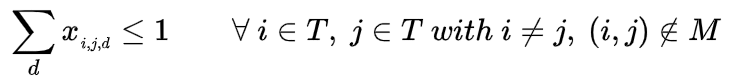 ∑_d x_{i,j,d} ≤ 1 ∀ i ∈ T, j ∈ T with i ≠ j, (i, j) ∉ M